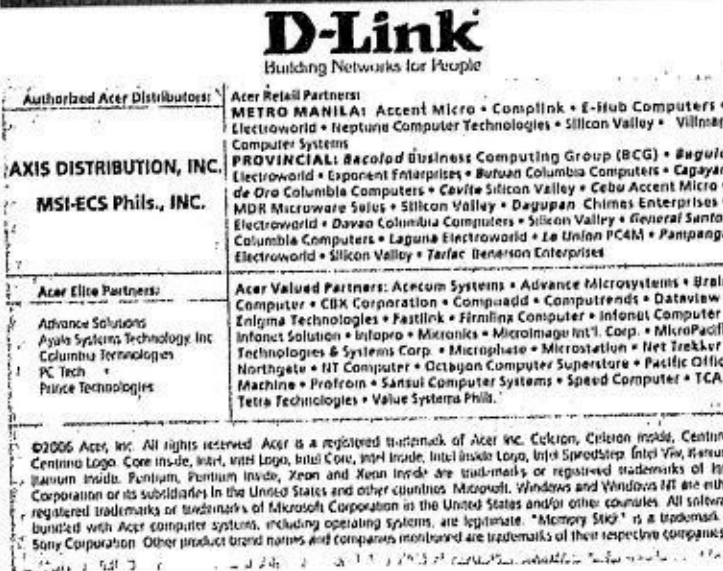 D-Link
Building Networks for People
Authorized Acer Distributors:
AXIS DISTRIBUTION, INC.
MSI-ECS Phils., INC.
Acer Retail Partners:
METRO MANILA: Accent Micro • Complink • E-Hub Computers •
Electroworld • Neptune Computer Technologies • Silicon Valley • Villman
Computer Systems
PROVINCIAL: Bacolod Business Computing Group (BCG) • Baguio
Electroworld • Exponent Enterprises • Butuan Columbia Computers • Cagayan
de Oro Columbia Computers • Cavite Silicon Valley • Cebu Accent Micro
MDR Microware Sales • Silicon Valley • Dagupan Chimes Enterprises
Electroworld • Davao Columbia Computers • Silicon Valley • General Santo
Columbia Computers • Laguna Electroworld • La Union PC4M • Pampanga
Electroworld • Silicon Valley • Tarlac Enterprises
Acer Elite Partners:
Advance Solutions
Ayala Systems Technology, Inc
Columbia Technologies
PC Tech
Prince Technologies
Acer Valued Partners: Acecom Systems • Advance Microsystems • Brain
Computer • CBX Corporation • Compuadd • Computrends • Dataview
Enigma Technologies • Fastlink • Firmlinx Computer • Infonet Computer
Infonet Solution • Infopro • Micronics • MicroImage Int'l. Corp. • MicroPacifi
Technologies & Systems Corp. • Microphase • Microstation • Net Trekker
Northgate • NT Computer • Octagon Computer Superstore • Pacific Offic
Machine • Profcom • Sansui Computer Systems • Speed Computer • TCA
Tetra Technologies • Value Systems Phils.
©2006 Acer, Inc. All rights reserved. Acer is a registered trademark of Acer Inc. Celeron, Celeron Inside, Centrin
Centrino Logo, Core Inside, Intel, Intel Logo, Intel Core, Intel Inside, Intel Inside Logo, Intel SpeedStep, Intel Viiv, Itaniu
Itanium Inside, Pentium, Pentium Inside, Xeon and Xeon Inside are trademarks or registered trademarks of In
Corporation or its subsidiaries in the United States and other countries. Microsoft, Windows and Windows NT are eith
registered trademarks or trademarks of Microsoft Corporation in the United States and/or other countries. All softwa
bundled with Acer computer systems, including operating systems, are legitimate. "Memory Stick" is a trademark
Sony Corporation. Other product brand names and companies mentioned are trademarks of their respective companies